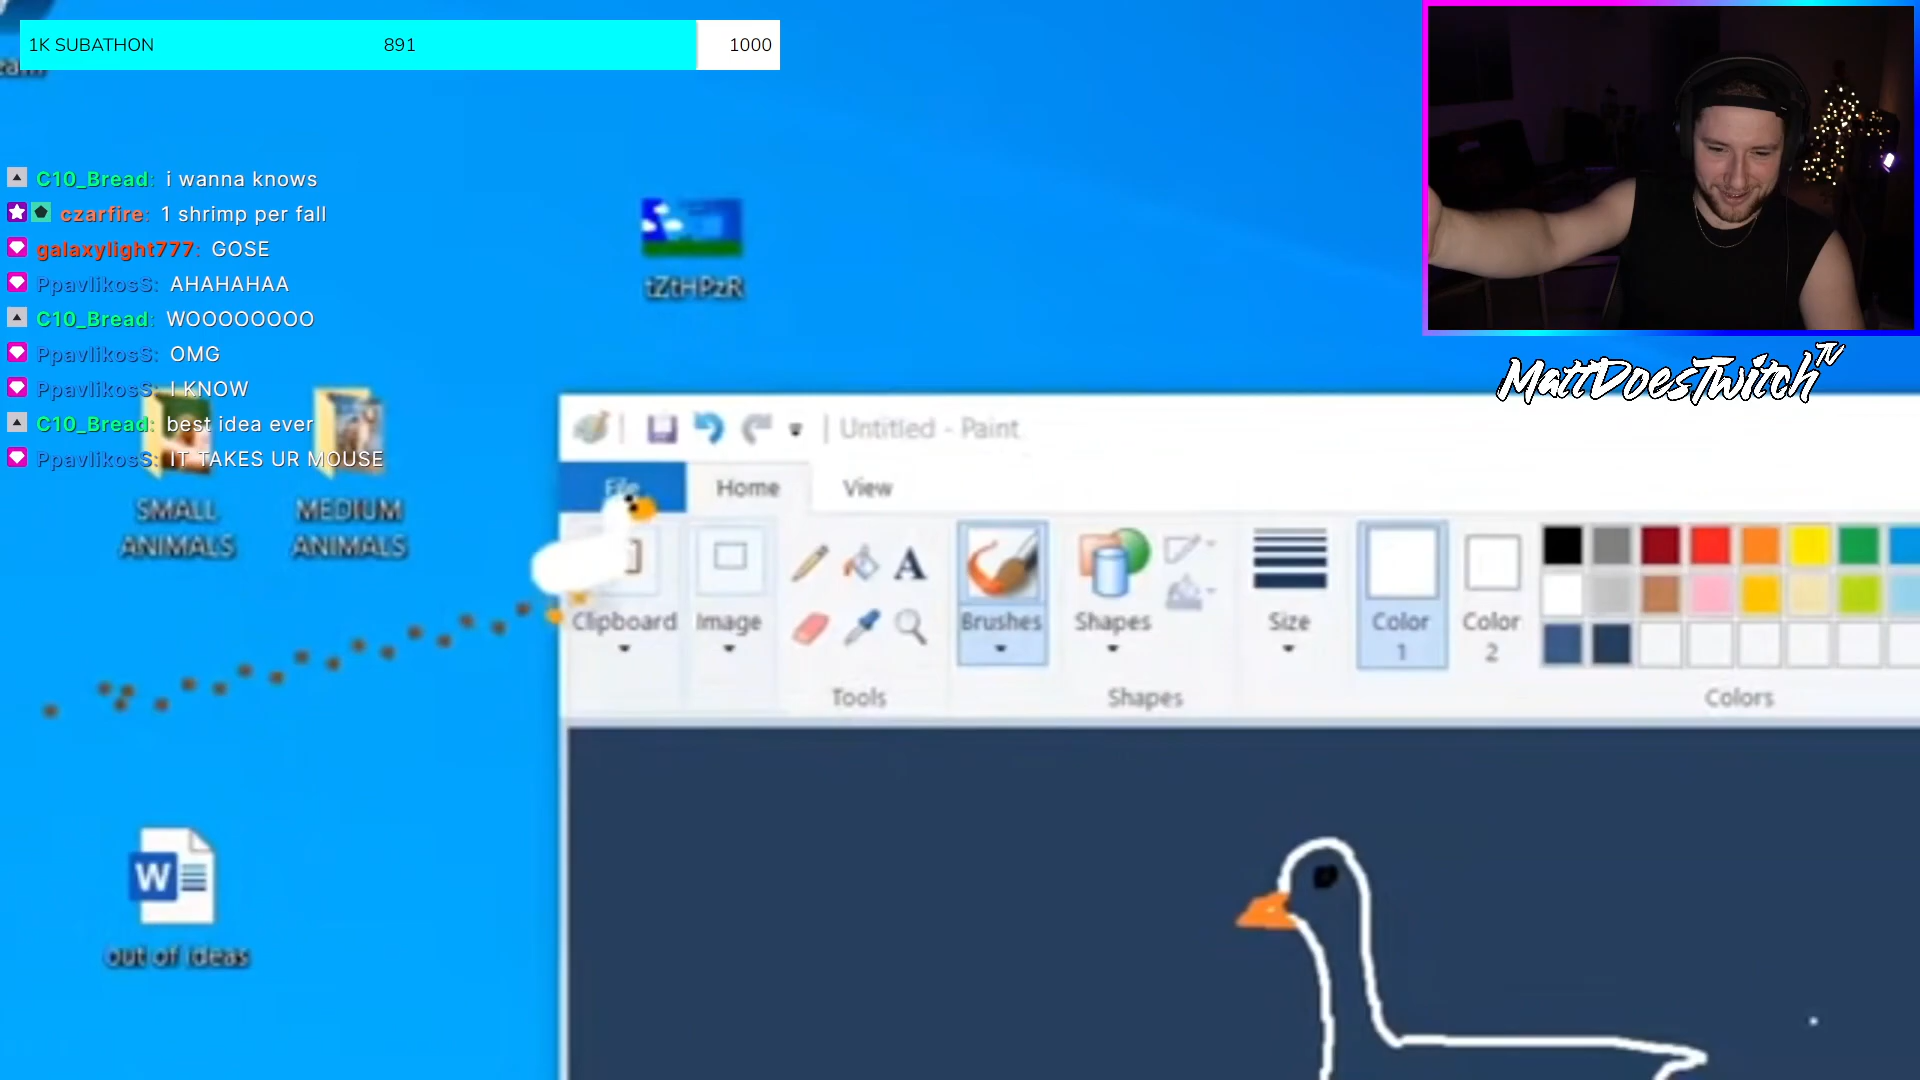 1K SUBATHON 891 1000
C10_Bread: i wanna knows
czarfire: 1 shrimp per fall
galaxylight777: GOSE
PpavlikosS: AHAHAHAA
C10_Bread: WOOOOOOOO
PpavlikosS: OMG
PpavlikosS: I KNOW
C10_Bread: best idea ever
PpavlikosS: IT TAKES UR MOUSE
tZtHPzR
MattDoesTwitch TV
SMALL
ANIMALS
MEDIUM
ANIMALS
out of ideas
W
Untitled - Paint
File Home View
A
Clipboard Image Brushes Shapes Size Color Color
1 2
Tools Shapes Colors